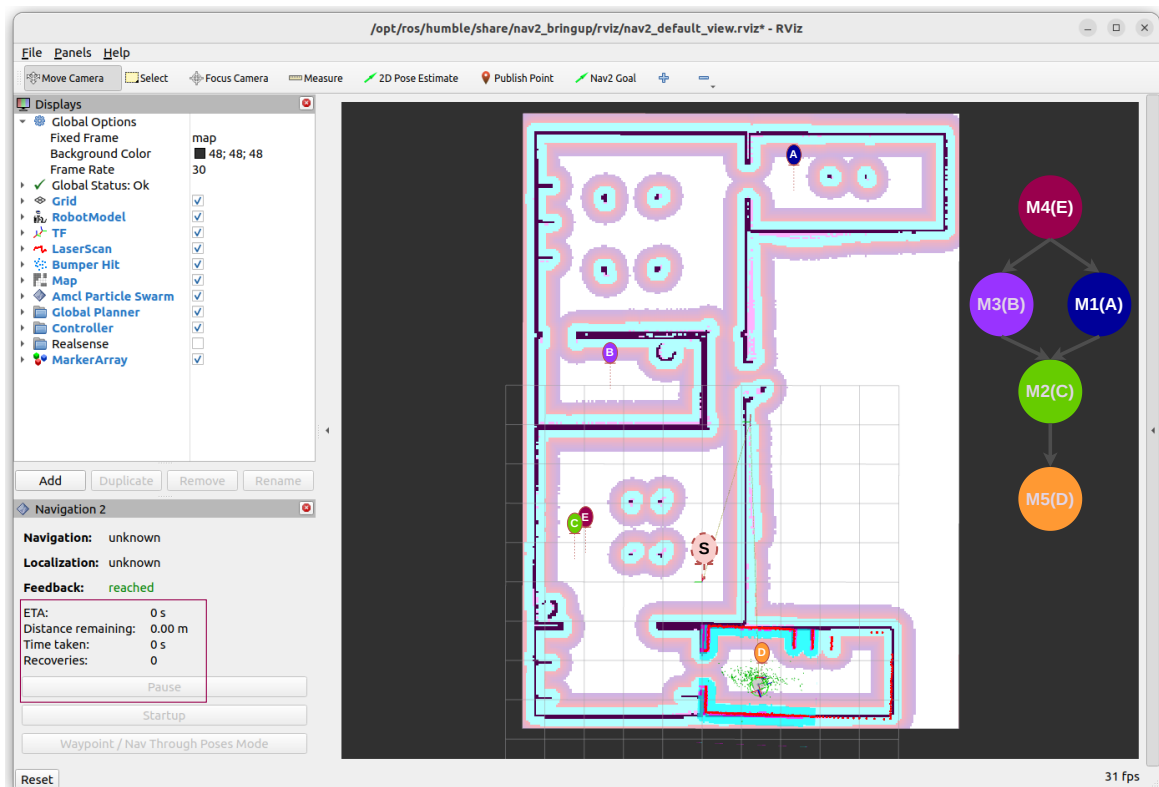 /opt/ros/humble/share/nav2_bringup/rviz/nav2_default_view.rviz* - RViz
File Panels Help
Move Camera Select Focus Camera Measure 2D Pose Estimate Publish Point Nav2 Goal
Displays
Global Options
Fixed Frame map
Background Color 48; 48; 48
Frame Rate 30
Global Status: Ok
Grid
RobotModel
TF
LaserScan
Bumper Hit
Map
Amcl Particle Swarm
Global Planner
Controller
Realsense
MarkerArray
Add Duplicate Remove Rename
Navigation 2
Navigation: unknown
Localization: unknown
Feedback: reached
ETA: 0 s
Distance remaining: 0.00 m
Time taken: 0 s
Recoveries: 0
Pause
Startup
Waypoint / Nav Through Poses Mode
Reset
A
B
C E
S
D
M4(E)
M3(B) M1(A)
M2(C)
M5(D)
31 fps